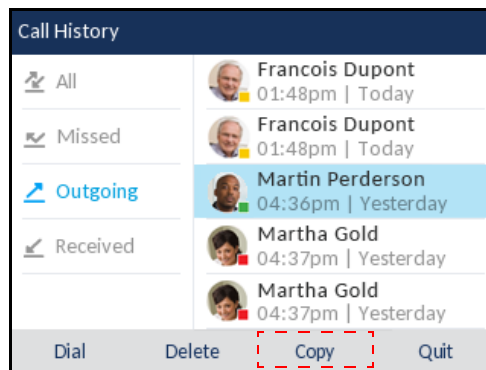 Call History
All
Missed
Outgoing
Received
Francois Dupont
01:48pm | Today
Francois Dupont
01:48pm | Today
Martin Perderson
04:36pm | Yesterday
Martha Gold
04:37pm | Yesterday
Martha Gold
04:37pm | Yesterday
Dial Delete Copy Quit